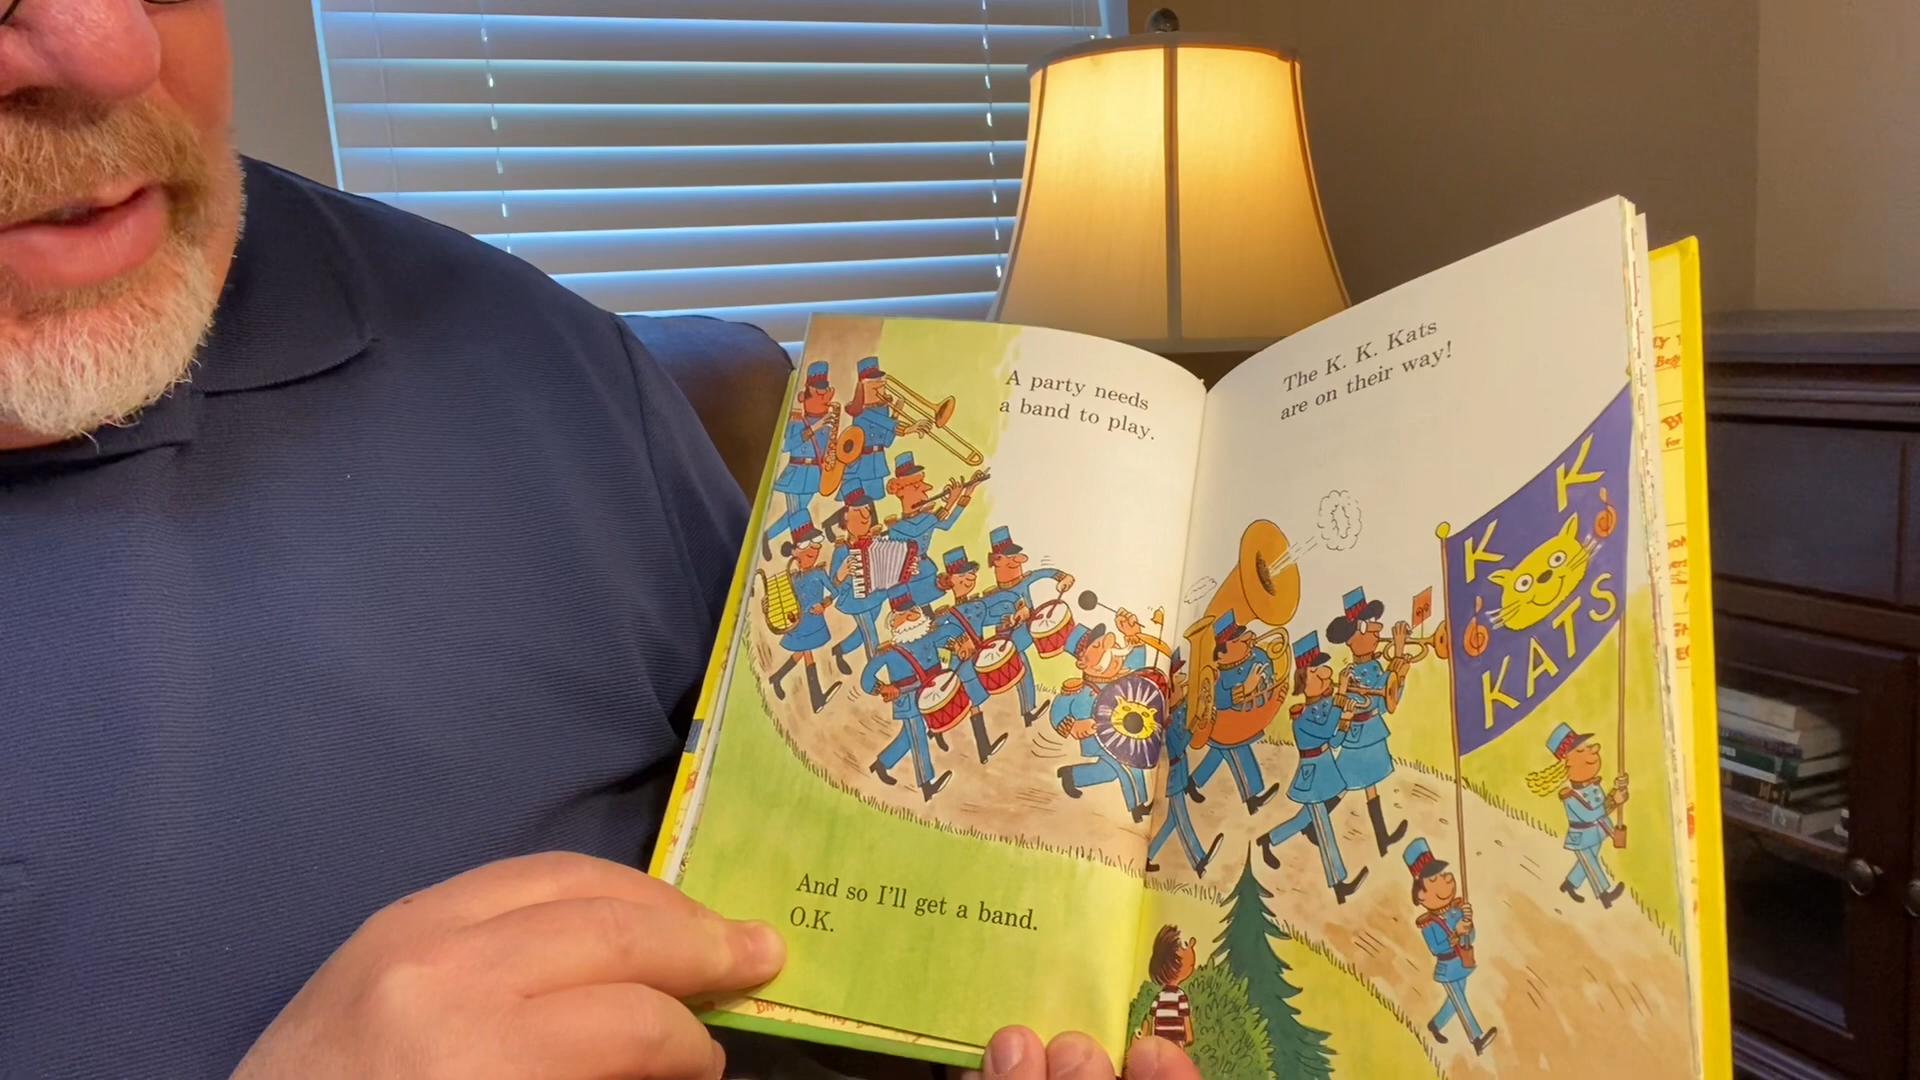 A party needs
a band to play.
And so I'll get a band.
O.K.
The K. K. Kats
are on their way!
K K
KATS